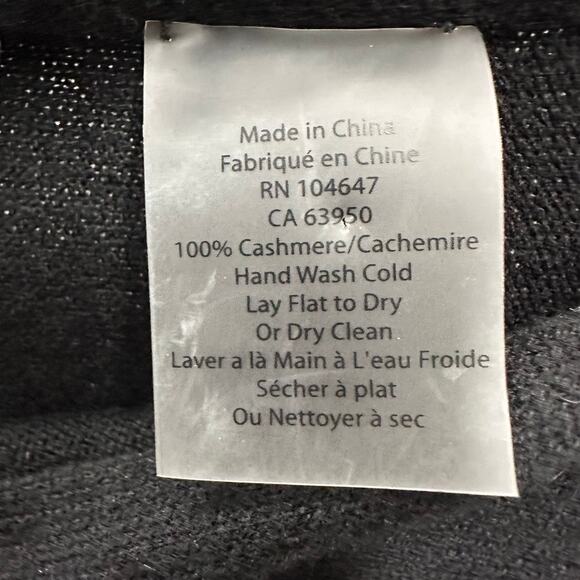 Made in China
Fabriqué en Chine
RN 104647
CA 63950
100% Cashmere/Cachemire
Hand Wash Cold
Lay Flat to Dry
Or Dry Clean
Laver a là Main à L'eau Froide
Sécher à plat
Ou Nettoyer à sec